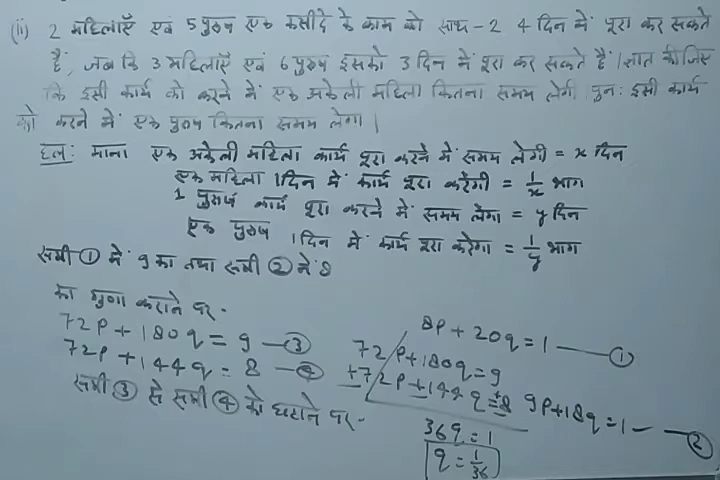 (ii) 2 महिलाएँ एवं 5 पुरुष एक कसीदे के काम को साथ-2 4 दिन में पूरा कर सकते
हैं, जब कि 3 महिलाएँ एवं 6 पुरुष इसको 3 दिन में पूरा कर सकते हैं। ज्ञात कीजिए
कि इसी कार्य को करने में एक अकेली महिला कितना समय लेगी पुन: इसी कार्य
को करने में एक पुरुष कितना समय लेगा।
हल: माना एक अकेली महिला कार्य पूरा करने में समय लेगी = x दिन
एक महिला 1 दिन में कार्य पूरा करेगी = 1/x भाग
1 पुरुष कार्य पूरा करने में समय लेगा = y दिन
एक पुरुष 1 दिन में कार्य पूरा करेगा = 1/y भाग
समी ① में 9 का तथा समी ② में 8
का गुणा कराने पर-
72P + 180q = 9 — ③
72P + 144q = 8 — ④
समी ③ से समी ④ को घटाने पर-
8P + 20q = 1 — ①
72P + 180q = 9
72P + 144q = 8
9P + 18q = 1 — ②
36q = 1
q = 1/36